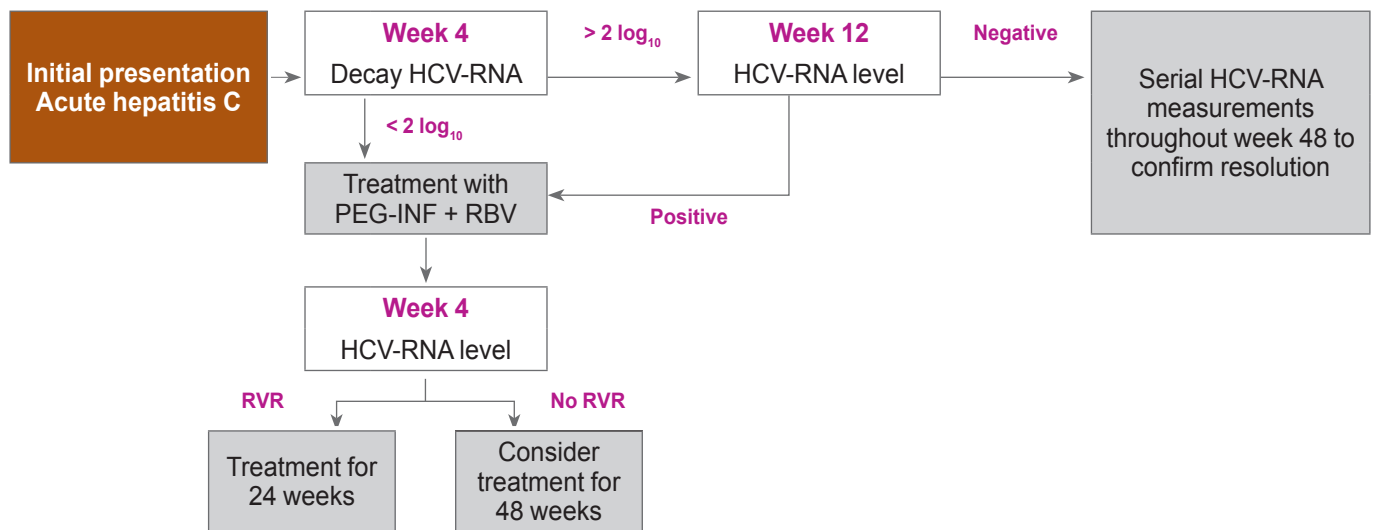 Initial presentation
Acute hepatitis C
Week 4
Decay HCV-RNA
> 2 log₁₀
Week 12
HCV-RNA level
Negative
Serial HCV-RNA
measurements
throughout week 48 to
confirm resolution
< 2 log₁₀
Treatment with
PEG-INF + RBV
Positive
Week 4
HCV-RNA level
RVR
No RVR
Treatment for
24 weeks
Consider
treatment for
48 weeks